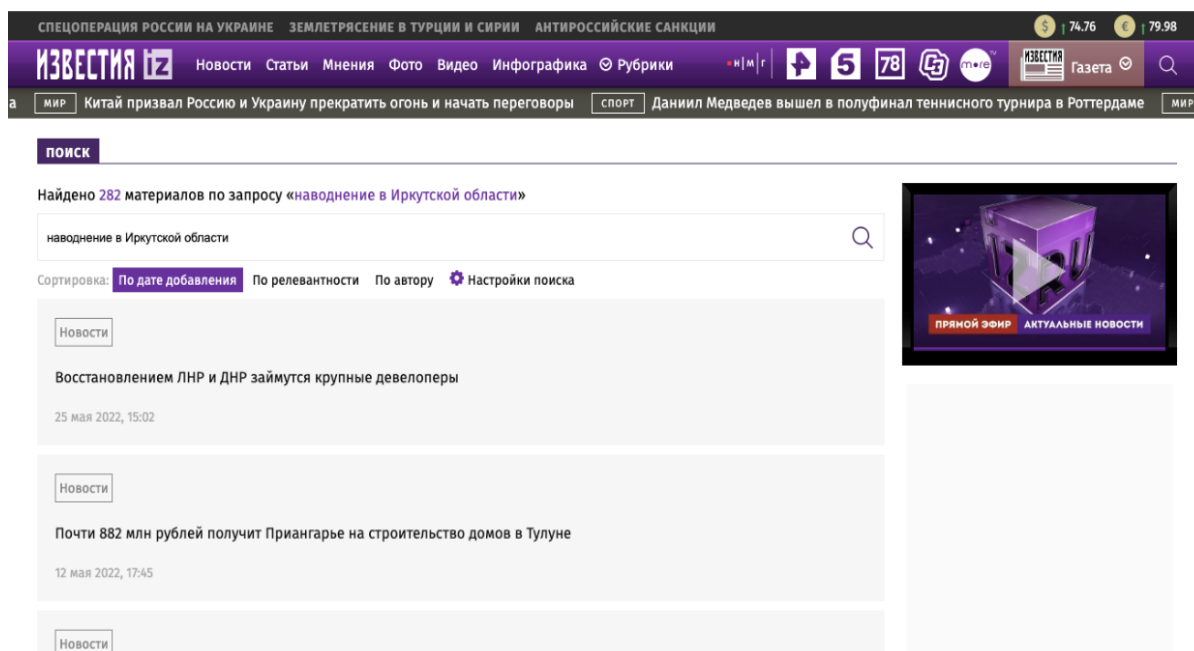 СПЕЦОПЕРАЦИЯ РОССИИ НА УКРАИНЕ ЗЕМЛЕТРЯСЕНИЕ В ТУРЦИИ И СИРИИ АНТИРОССИЙСКИЕ САНКЦИИ $ ↑ 74.76 € ↑ 79.98
ИЗВЕСТИЯ iz Новости Статьи Мнения Фото Видео Инфографика Рубрики н|м|г 5 78 more tv ИЗВЕСТИЯ Газета
а МИР Китай призвал Россию и Украину прекратить огонь и начать переговоры СПОРТ Даниил Медведев вышел в полуфинал теннисного турнира в Роттердаме МИР
ПОИСК
Найдено 282 материалов по запросу «наводнение в Иркутской области»
наводнение в Иркутской области
Сортировка: По дате добавления По релевантности По автору Настройки поиска
IZ.RU
ПРЯМОЙ ЭФИР АКТУАЛЬНЫЕ НОВОСТИ
Новости
Восстановлением ЛНР и ДНР займутся крупные девелоперы
25 мая 2022, 15:02
Новости
Почти 882 млн рублей получит Приангарье на строительство домов в Тулуне
12 мая 2022, 17:45
Новости